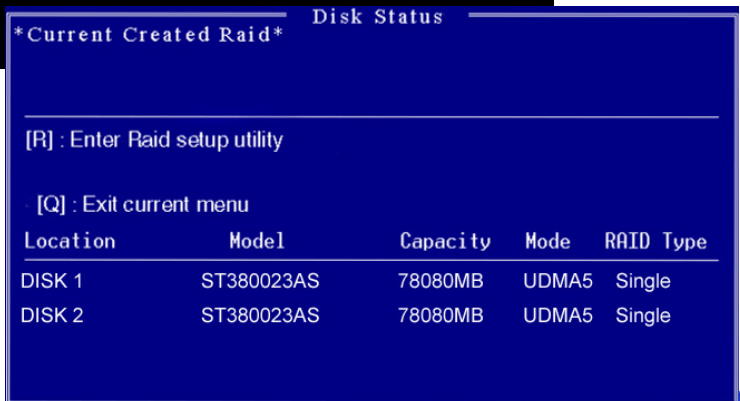 Disk Status
*Current Created Raid*
[R] : Enter Raid setup utility
[Q] : Exit current menu
Location Model Capacity Mode RAID Type
DISK 1 ST380023AS 78080MB UDMA5 Single
DISK 2 ST380023AS 78080MB UDMA5 Single